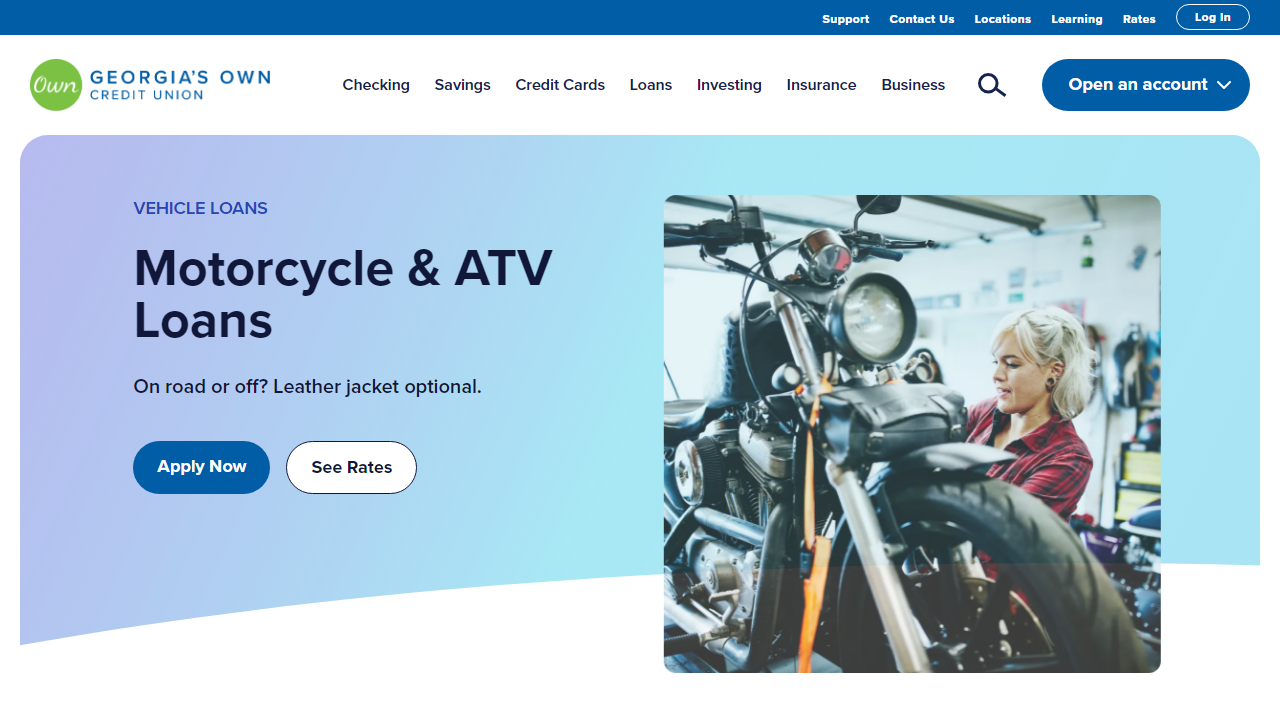 Support
Contact Us
Locations
Learning
Rates
Log In
Own
GEORGIA'S OWN
CREDIT UNION
Checking
Savings
Credit Cards
Loans
Investing
Insurance
Business
Open an account
VEHICLE LOANS
Motorcycle & ATV
Loans
On road or off? Leather jacket optional.
Apply Now
See Rates